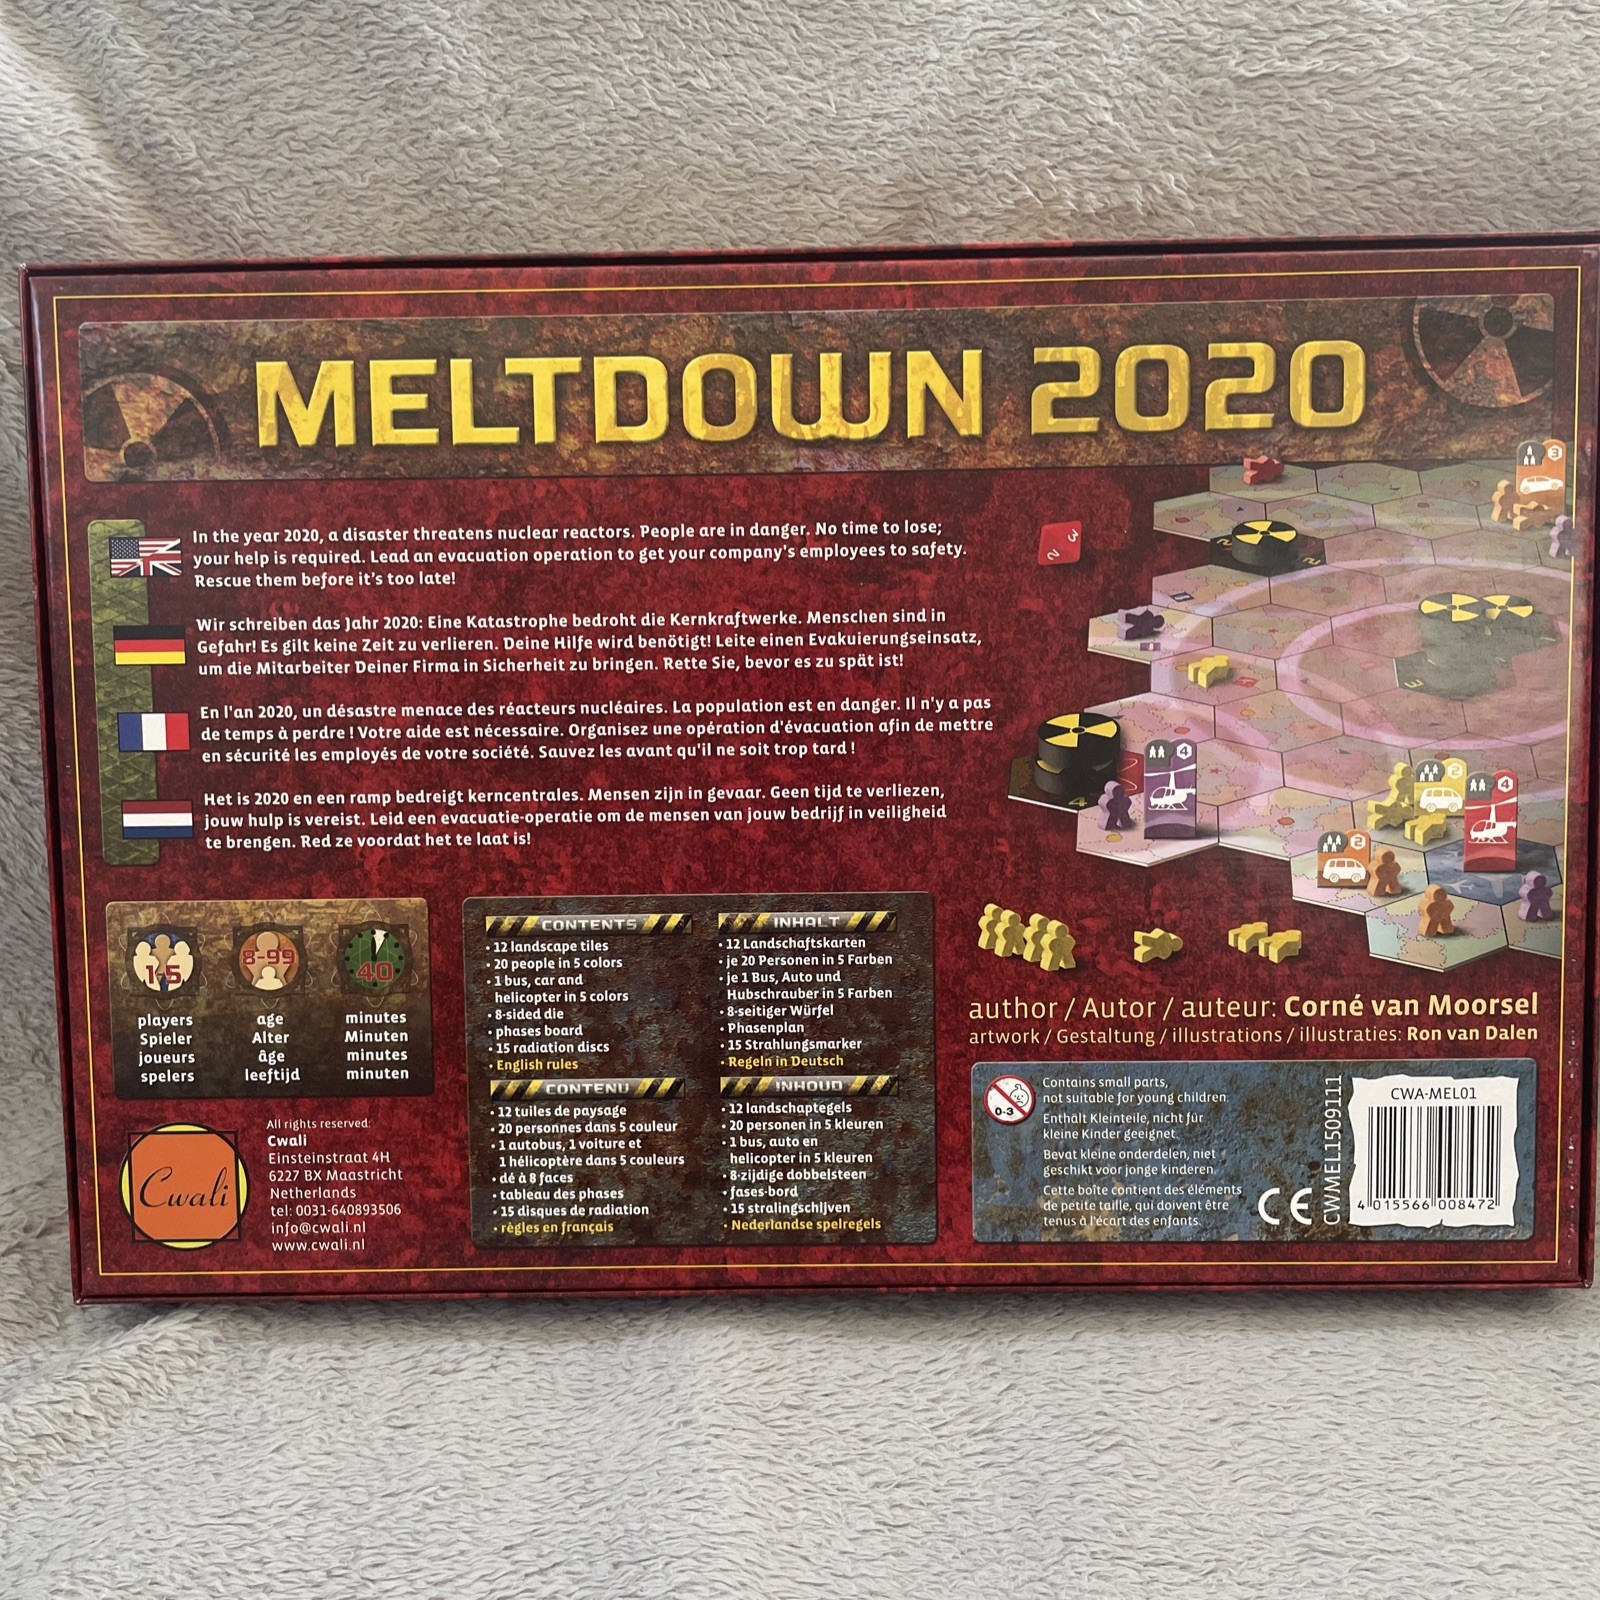 MELTDOWN 2020
In the year 2020, a disaster threatens nuclear reactors. People are in danger. No time to lose;
your help is required. Lead an evacuation operation to get your company's employees to safety.
Rescue them before it's too late!
Wir schreiben das Jahr 2020: Eine Katastrophe bedroht die Kernkraftwerke. Menschen sind in
Gefahr! Es gilt keine Zeit zu verlieren. Deine Hilfe wird benötigt! Leite einen Evakuierungseinsatz,
um die Mitarbeiter Deiner Firma in Sicherheit zu bringen. Rette Sie, bevor es zu spät ist!
En l'an 2020, un désastre menace des réacteurs nucléaires. La population est en danger. Il n'y a pas
de temps à perdre ! Votre aide est nécessaire. Organisez une opération d'évacuation afin de mettre
en sécurité les employés de votre société. Sauvez les avant qu'il ne soit trop tard !
Het is 2020 en een ramp bedreigt kerncentrales. Mensen zijn in gevaar. Geen tijd te verliezen,
jouw hulp is vereist. Leid een evacuatie-operatie om de mensen van jouw bedrijf in veiligheid
te brengen. Red ze voordat het te laat is!
3
2
3
2
2
3
4
4
2
4
2
1-5
players
Spieler
joueurs
spelers
8-99
age
Alter
âge
leeftijd
40
minutes
Minuten
minutes
minuten
Cwali
All rights reserved:
Cwali
Einsteinstraat 4H
6227 BX Maastricht
Netherlands
tel: 0031-640893506
info@cwali.nl
www.cwali.nl
CONTENTS
• 12 landscape tiles
• 20 people in 5 colors
• 1 bus, car and
helicopter in 5 colors
• 8-sided die
• phases board
• 15 radiation discs
• English rules
INHALT
• 12 Landschaftskarten
• je 20 Personen in 5 Farben
• je 1 Bus, Auto und
Hubschrauber in 5 Farben
• 8-seitiger Würfel
• Phasenplan
• 15 Strahlungsmarker
• Regeln in Deutsch
CONTENU
• 12 tuiles de paysage
• 20 personnes dans 5 couleur
• 1 autobus, 1 voiture et
1 hélicoptère dans 5 couleurs
• dé à 8 faces
• tableau des phases
• 15 disques de radiation
• règles en français
INHOUD
• 12 landschaptegels
• 20 personen in 5 kleuren
• 1 bus, auto en
helicopter in 5 kleuren
• 8-zijdige dobbelsteen
• fases-bord
• 15 stralingschijven
• Nederlandse spelregels
author / Autor / auteur: Corné van Moorsel
artwork / Gestaltung / illustrations / illustraties: Ron van Dalen
0-3
Contains small parts,
not suitable for young children.
Enthält Kleinteile, nicht für
kleine Kinder geeignet.
Bevat kleine onderdelen, niet
geschikt voor jonge kinderen.
Cette boîte contient des éléments
de petite taille, qui doivent être
tenus à l'écart des enfants.
CE
CWMEL1509111
CWA-MEL01
4 015566 008472